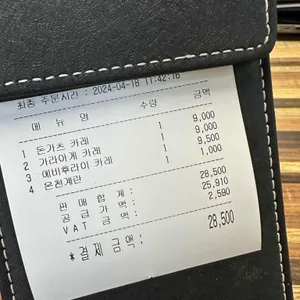 최종 주문시간 : 2024-04-18 11:42:16
메 뉴 명 수량 금액
1 돈가츠 카레 1 9,000
2 가라아게 카레 1 9,000
3 에비후라이 카레 1 9,500
4 온천계란 1 1,000
판 매 합 계: 28,500
공 급 가 액: 25,910
VAT 금 액: 2,590
*결제 금액: 28,500